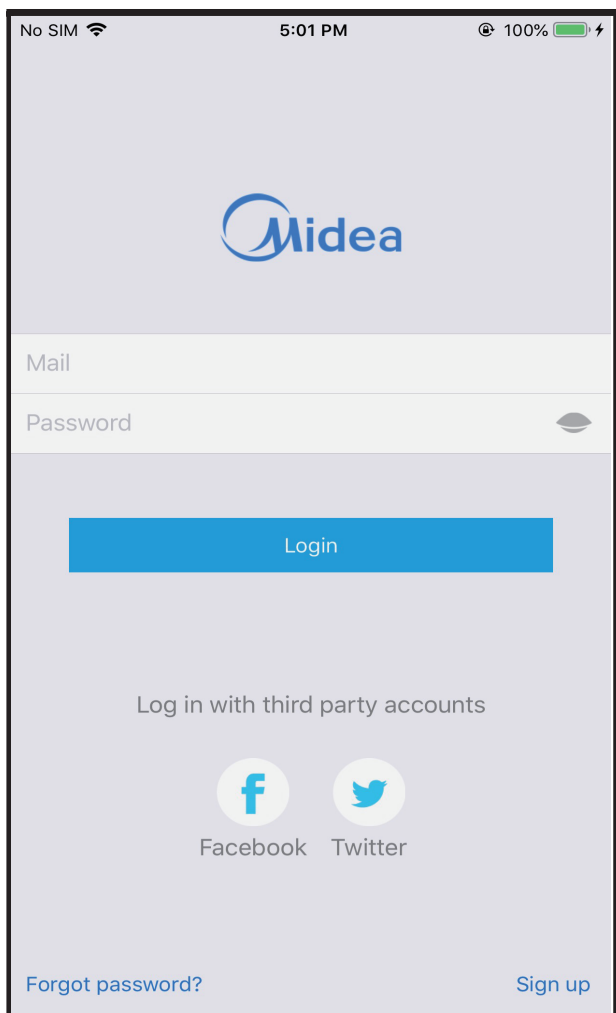 No SIM 5:01 PM 100%
Midea
Mail
Password
Login
Log in with third party accounts
Facebook Twitter
Forgot password? Sign up